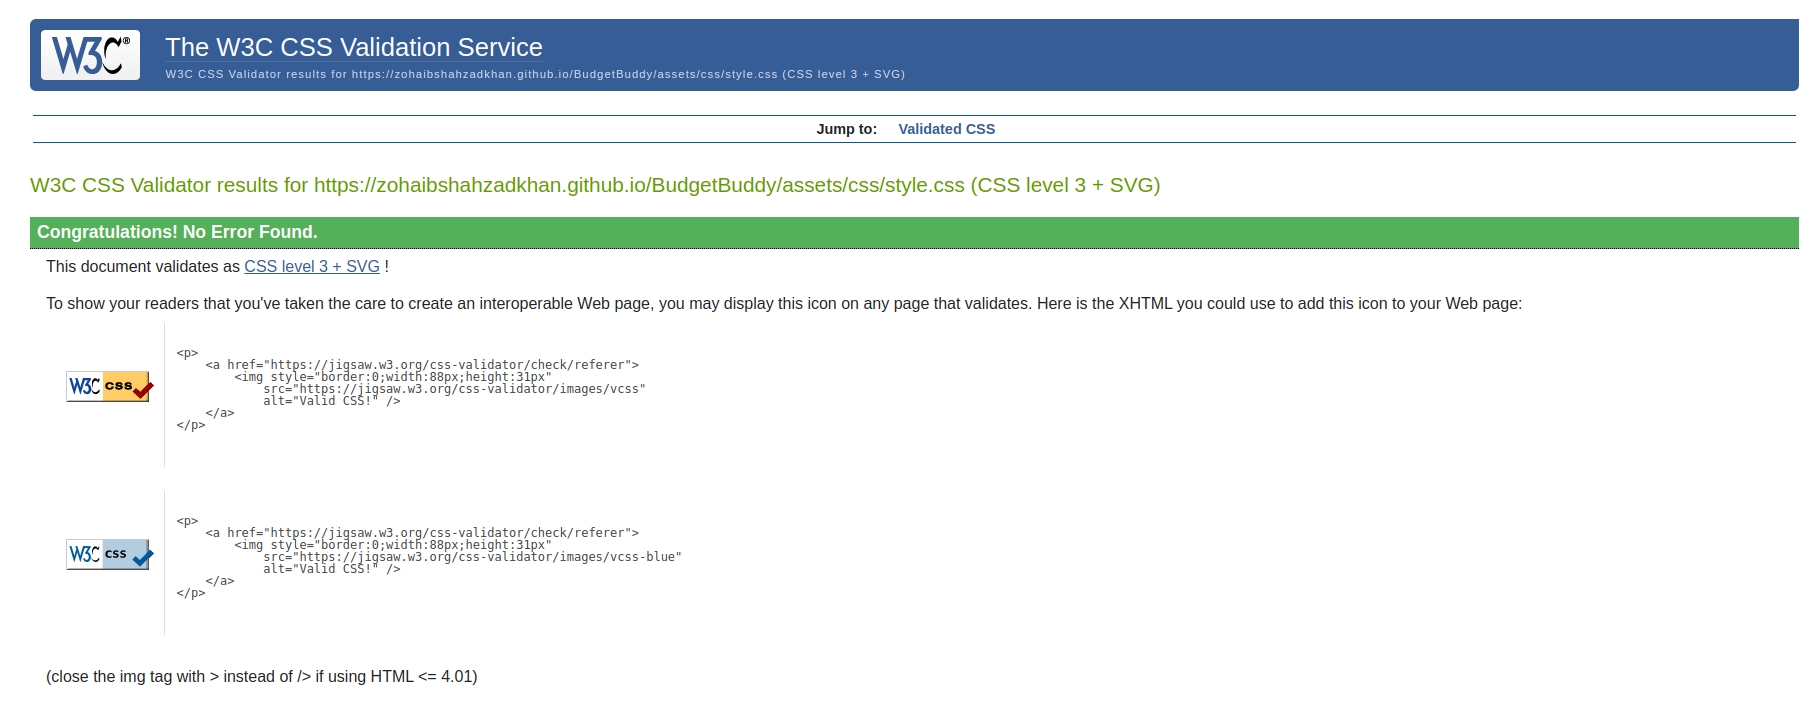 W3C®
The W3C CSS Validation Service
W3C CSS Validator results for https://zohaibshahzadkhan.github.io/BudgetBuddy/assets/css/style.css (CSS level 3 + SVG)
Jump to: Validated CSS
W3C CSS Validator results for https://zohaibshahzadkhan.github.io/BudgetBuddy/assets/css/style.css (CSS level 3 + SVG)
Congratulations! No Error Found.
This document validates as CSS level 3 + SVG !
To show your readers that you've taken the care to create an interoperable Web page, you may display this icon on any page that validates. Here is the XHTML you could use to add this icon to your Web page:
W3C css
<p>
    <a href="https://jigsaw.w3.org/css-validator/check/referer">
        <img style="border:0;width:88px;height:31px"
            src="https://jigsaw.w3.org/css-validator/images/vcss"
            alt="Valid CSS!" />
    </a>
</p>
W3C css
<p>
    <a href="https://jigsaw.w3.org/css-validator/check/referer">
        <img style="border:0;width:88px;height:31px"
            src="https://jigsaw.w3.org/css-validator/images/vcss-blue"
            alt="Valid CSS!" />
    </a>
</p>
(close the img tag with > instead of /> if using HTML <= 4.01)